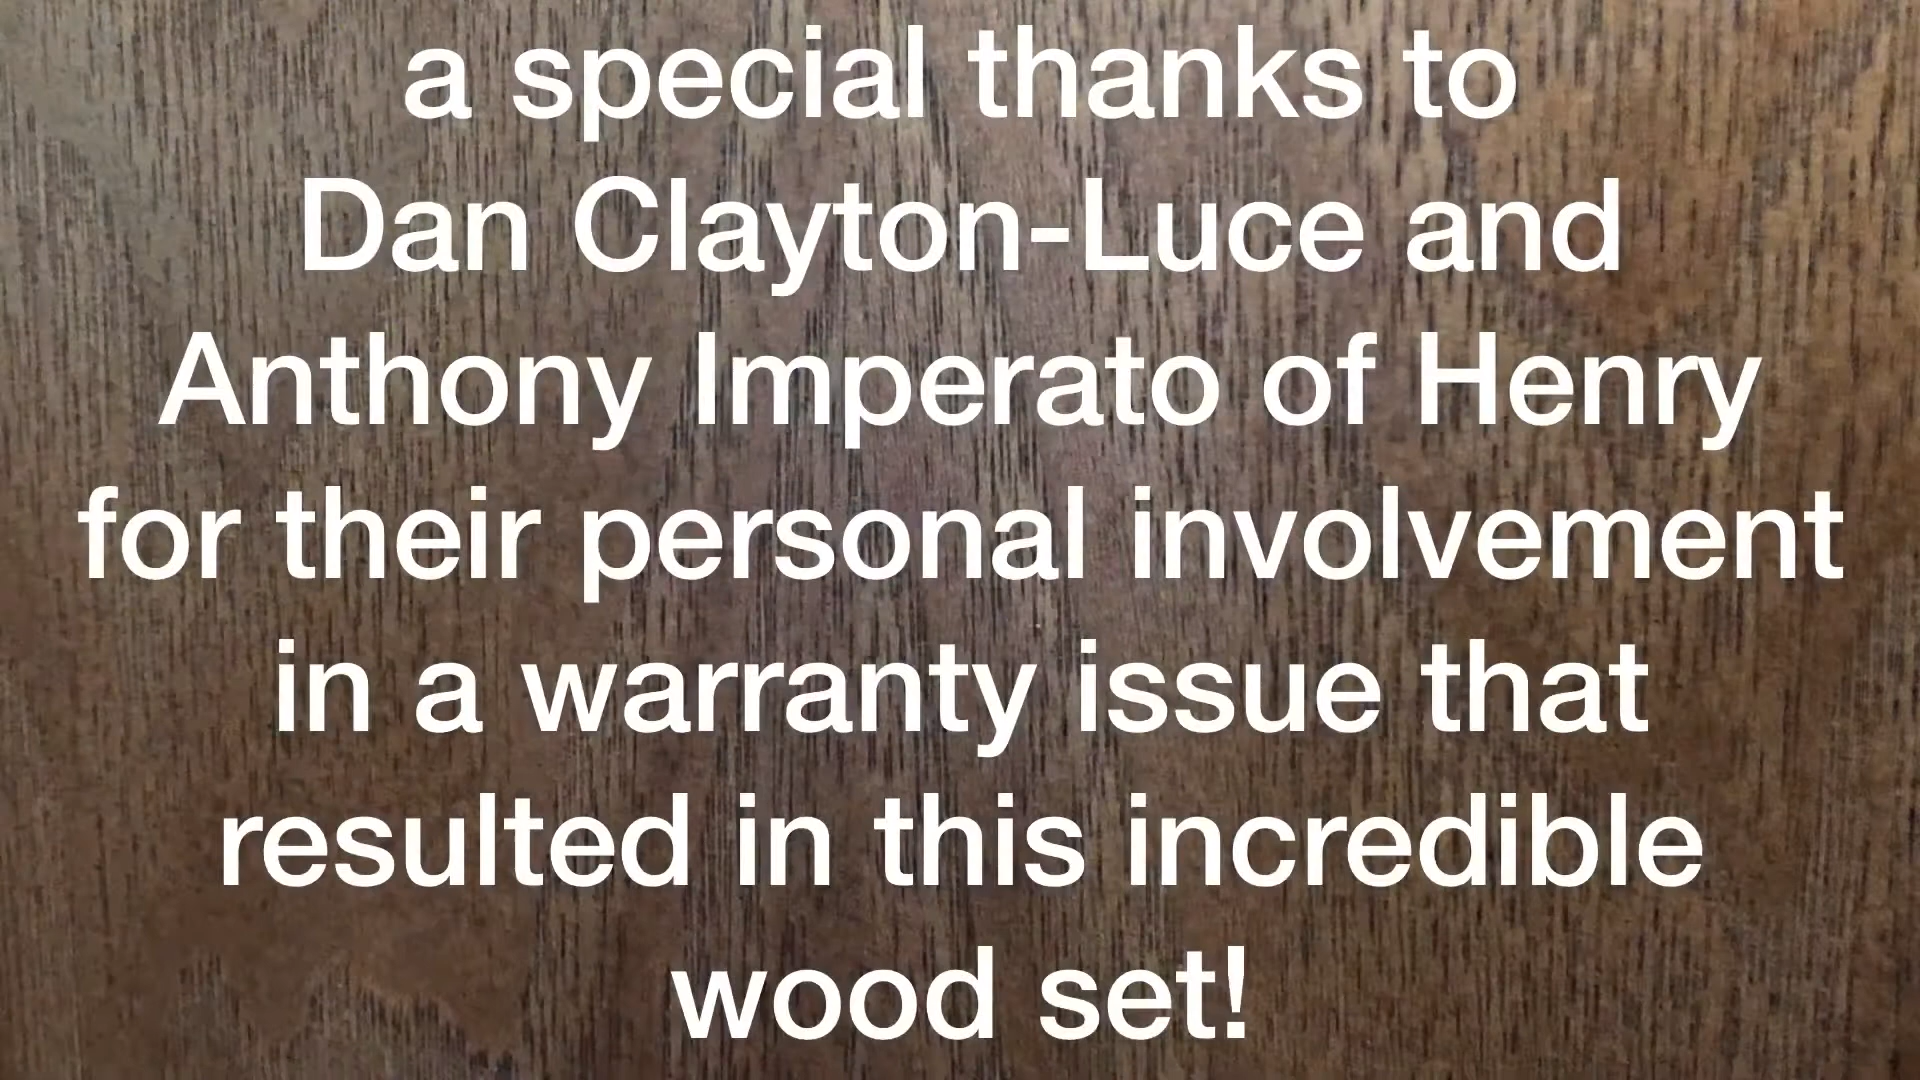 a special thanks to
Dan Clayton-Luce and
Anthony Imperato of Henry
for their personal involvement
in a warranty issue that
resulted in this incredible
wood set!